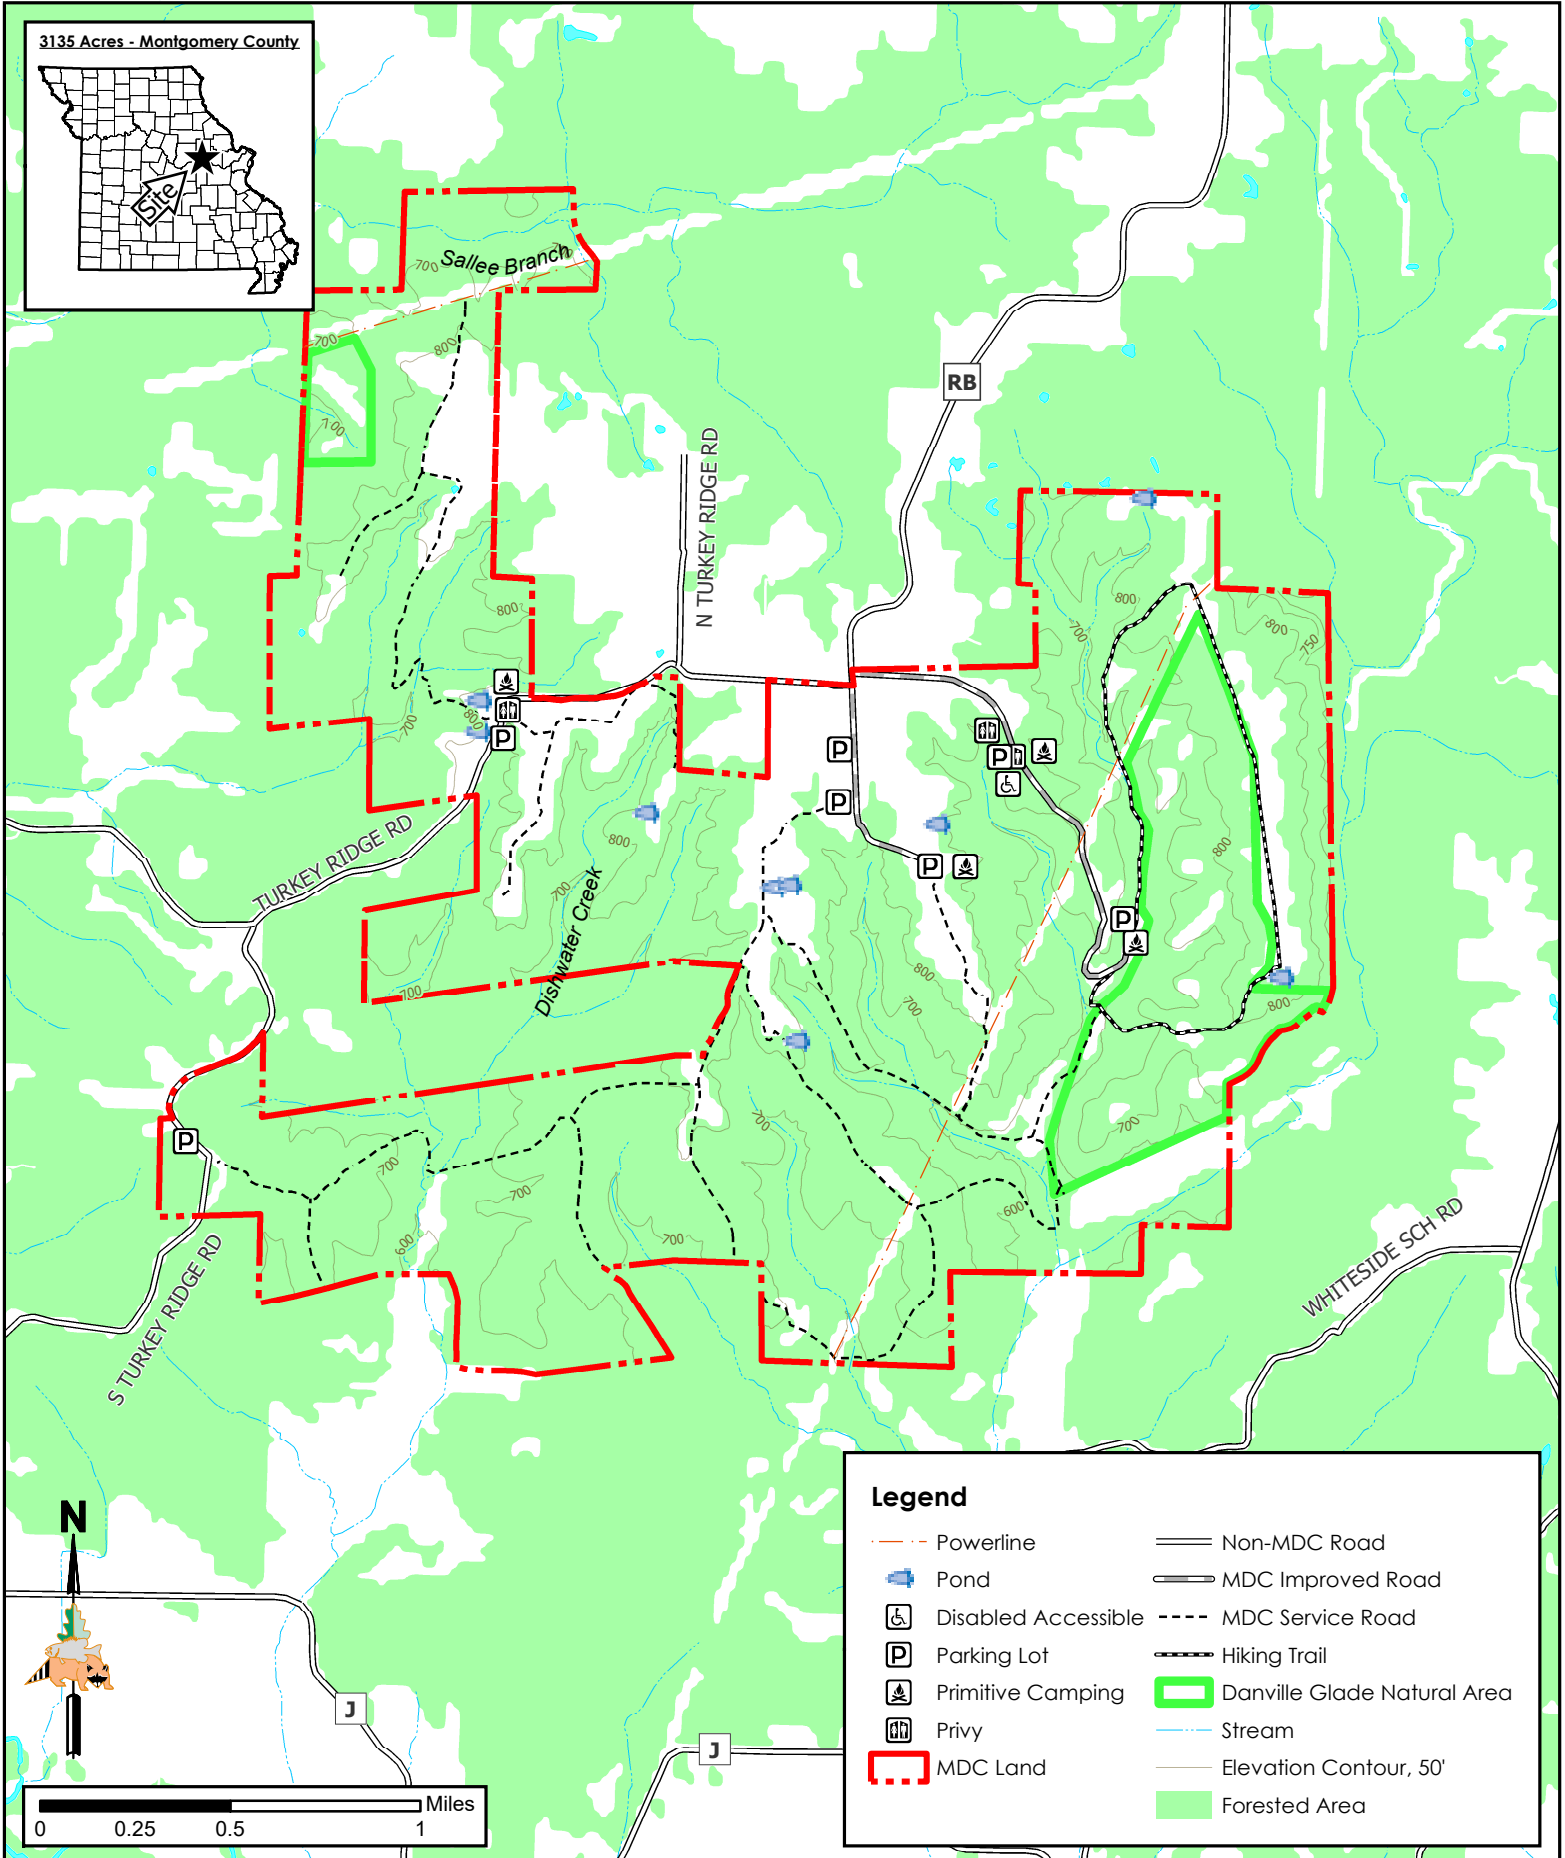 3135 Acres - Montgomery County
Site
Sallee Branch
700
700
800
700
RB
N TURKEY RIDGE RD
800
800
700
800
750
700
800
P
P
P
P
TURKEY RIDGE RD
800
800
700
P
Dishwater Creek
P
700
800
700
800
P
700
700
700
700
600
700
600
S TURKEY RIDGE RD
WHITESIDE SCH RD
N
J
J
Legend
Powerline
Non-MDC Road
Pond
MDC Improved Road
Disabled Accessible
MDC Service Road
P
Parking Lot
Hiking Trail
Primitive Camping
Danville Glade Natural Area
Privy
Stream
MDC Land
Elevation Contour, 50'
Forested Area
Miles
0
0.25
0.5
1